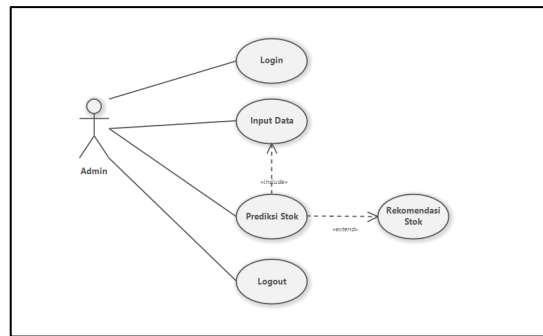 Login
Input Data
Admin
«include»
Prediksi Stok
Rekomendasi
Stok
«extend»
Logout